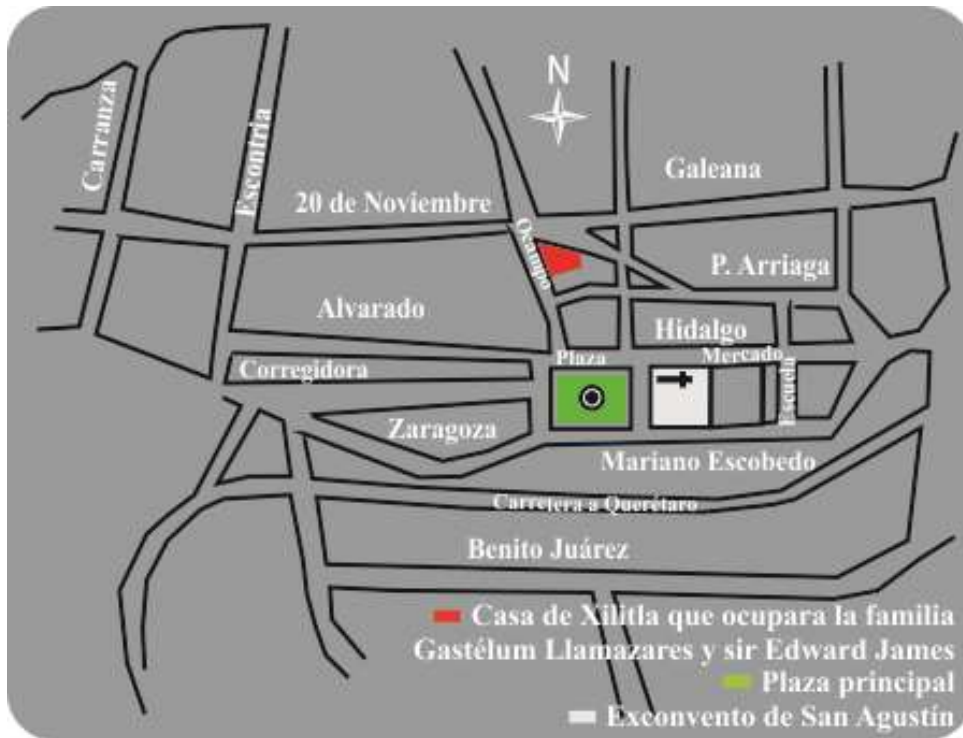 N
Carranza
Escontria
Galeana
20 de Noviembre
Ocampo
P. Arriaga
Alvarado
Hidalgo
Plaza
Mercado
Corregidora
Escuela
Zaragoza
Mariano Escobedo
Carretera a Querétaro
Benito Juárez
Casa de Xilitla que ocupara la familia
Gastélum Llamazares y sir Edward James
Plaza principal
Exconvento de San Agustín